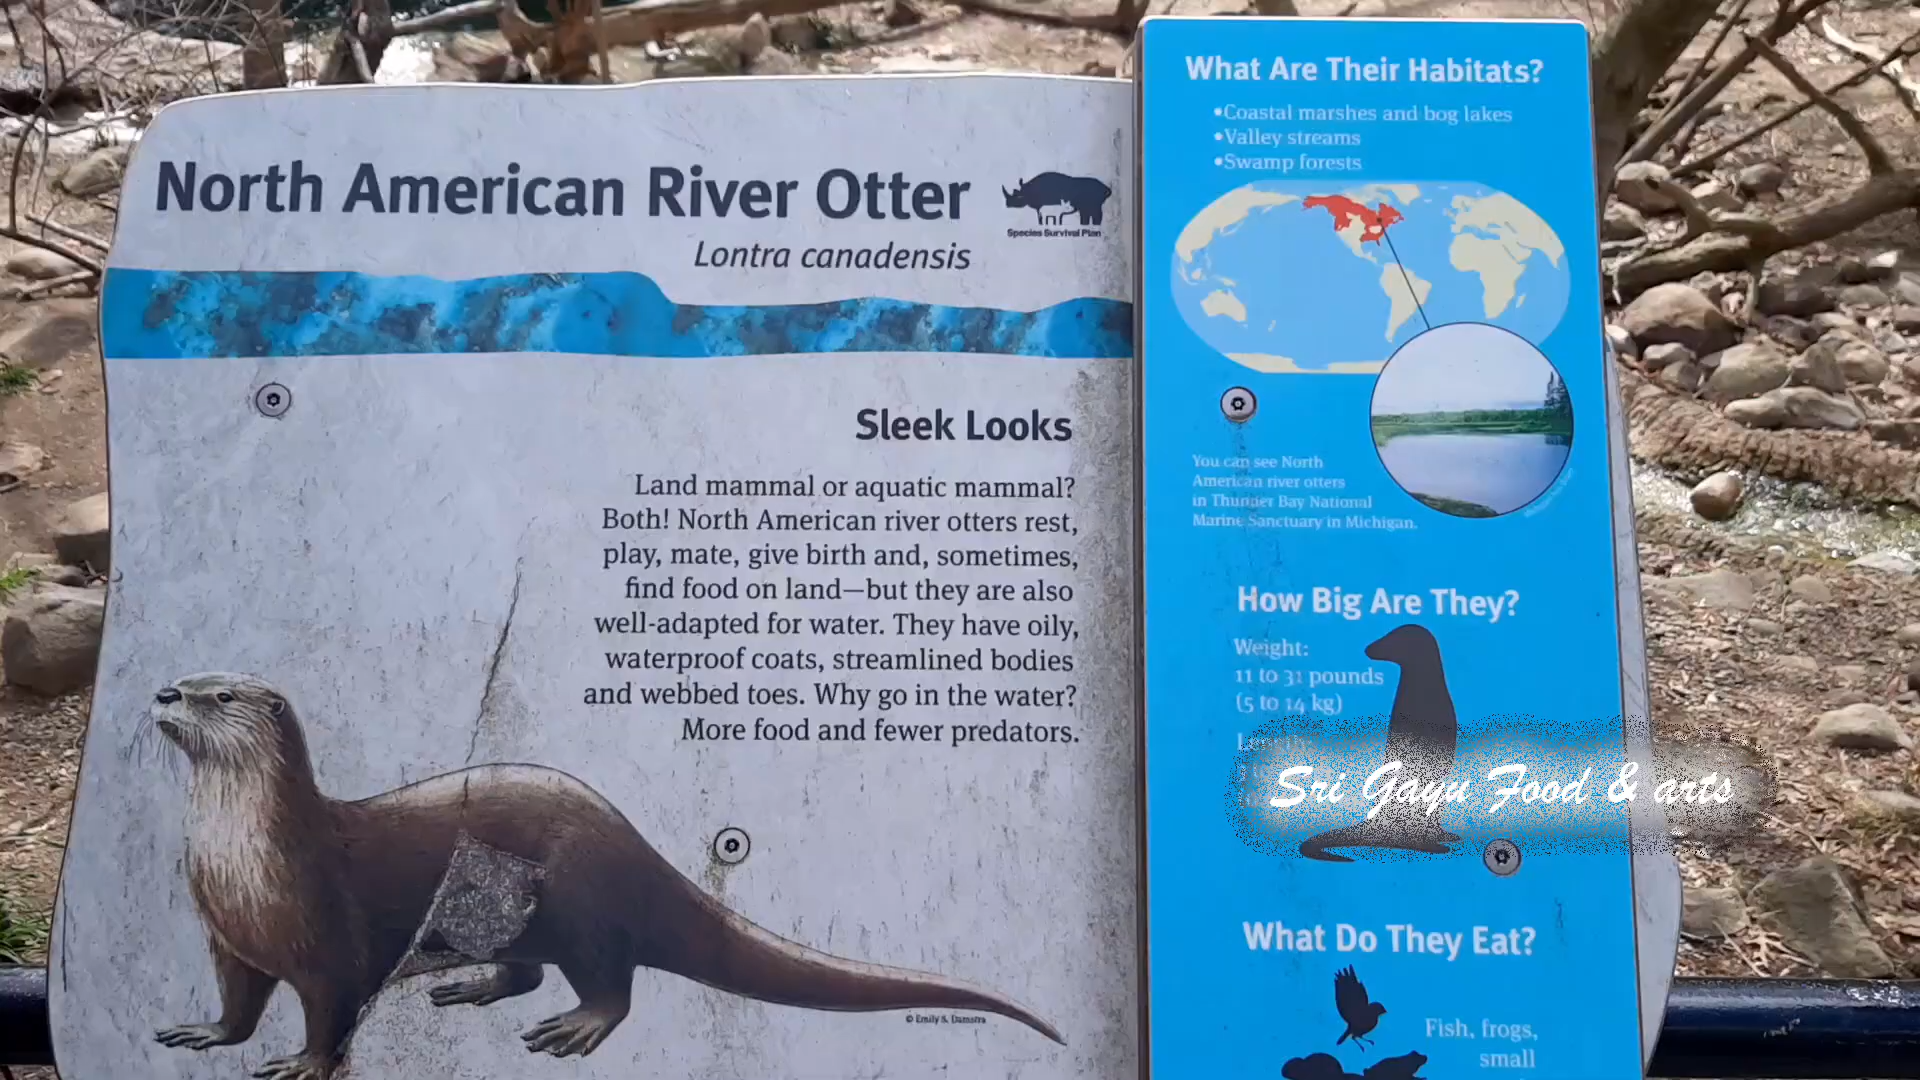 North American River Otter
Species Survival Plan
Lontra canadensis
Sleek Looks
Land mammal or aquatic mammal?
Both! North American river otters rest,
play, mate, give birth and, sometimes,
find food on land—but they are also
well-adapted for water. They have oily,
waterproof coats, streamlined bodies
and webbed toes. Why go in the water?
More food and fewer predators.
© Emily S. Damstra
What Are Their Habitats?
•Coastal marshes and bog lakes
•Valley streams
•Swamp forests
You can see North
American river otters
in Thunder Bay National
Marine Sanctuary in Michigan.
How Big Are They?
Weight:
11 to 31 pounds
(5 to 14 kg)
Length:
Sri Gayu Food & arts
What Do They Eat?
Fish, frogs,
small